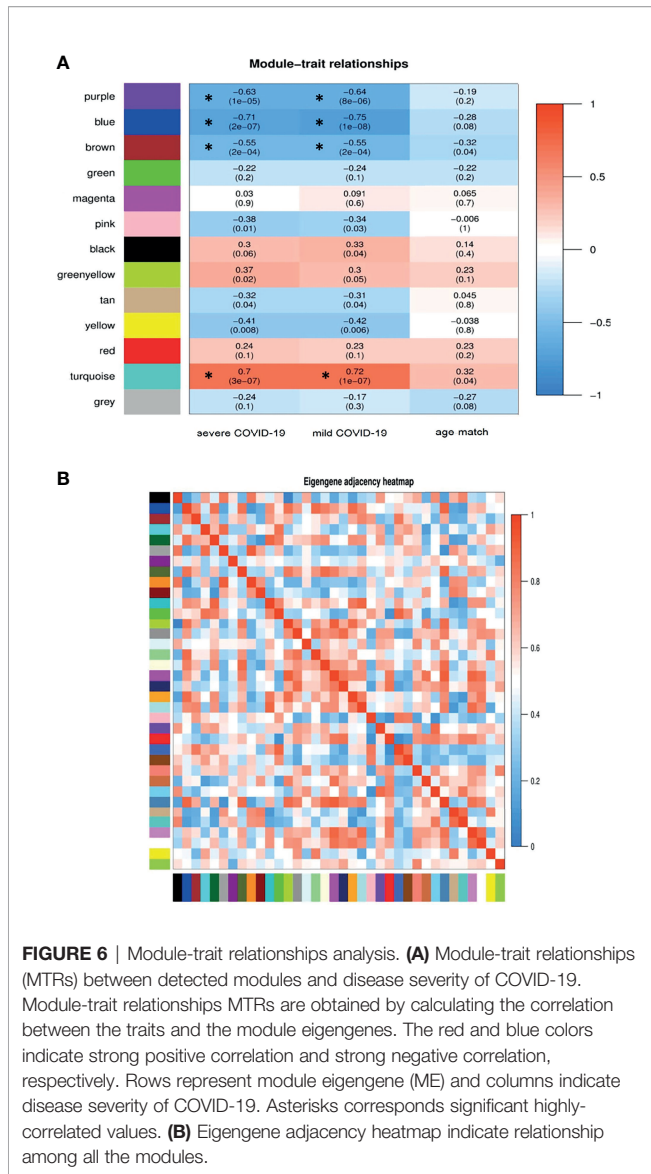 A
Module−trait relationships
purple
* −0.63 * −0.64 −0.19
(1e−05) (8e−06) (0.2)
blue
* −0.71 * −0.75 −0.28
(2e−07) (1e−08) (0.08)
brown
* −0.55 * −0.55 −0.32
(2e−04) (2e−04) (0.04)
green
−0.22 −0.24 −0.22
(0.2) (0.1) (0.2)
magenta
0.03 0.091 0.065
(0.9) (0.6) (0.7)
pink
−0.38 −0.34 −0.006
(0.01) (0.03) (1)
black
0.3 0.33 0.14
(0.06) (0.04) (0.4)
greenyellow
0.37 0.3 0.23
(0.02) (0.05) (0.1)
tan
−0.32 −0.31 0.045
(0.04) (0.04) (0.8)
yellow
−0.41 −0.42 −0.038
(0.008) (0.006) (0.8)
red
0.24 0.23 0.23
(0.1) (0.1) (0.2)
turquoise
* 0.7 * 0.72 0.32
(3e−07) (1e−07) (0.04)
grey
−0.24 −0.17 −0.27
(0.1) (0.3) (0.08)
severe COVID-19 mild COVID-19 age match
1
0.5
0
−0.5
−1
B
Eigengene adjacency heatmap
1
0.8
0.6
0.4
0.2
0
FIGURE 6 | Module-trait relationships analysis. (A) Module-trait relationships
(MTRs) between detected modules and disease severity of COVID-19.
Module-trait relationships MTRs are obtained by calculating the correlation
between the traits and the module eigengenes. The red and blue colors
indicate strong positive correlation and strong negative correlation,
respectively. Rows represent module eigengene (ME) and columns indicate
disease severity of COVID-19. Asterisks corresponds significant highly-
correlated values. (B) Eigengene adjacency heatmap indicate relationship
among all the modules.